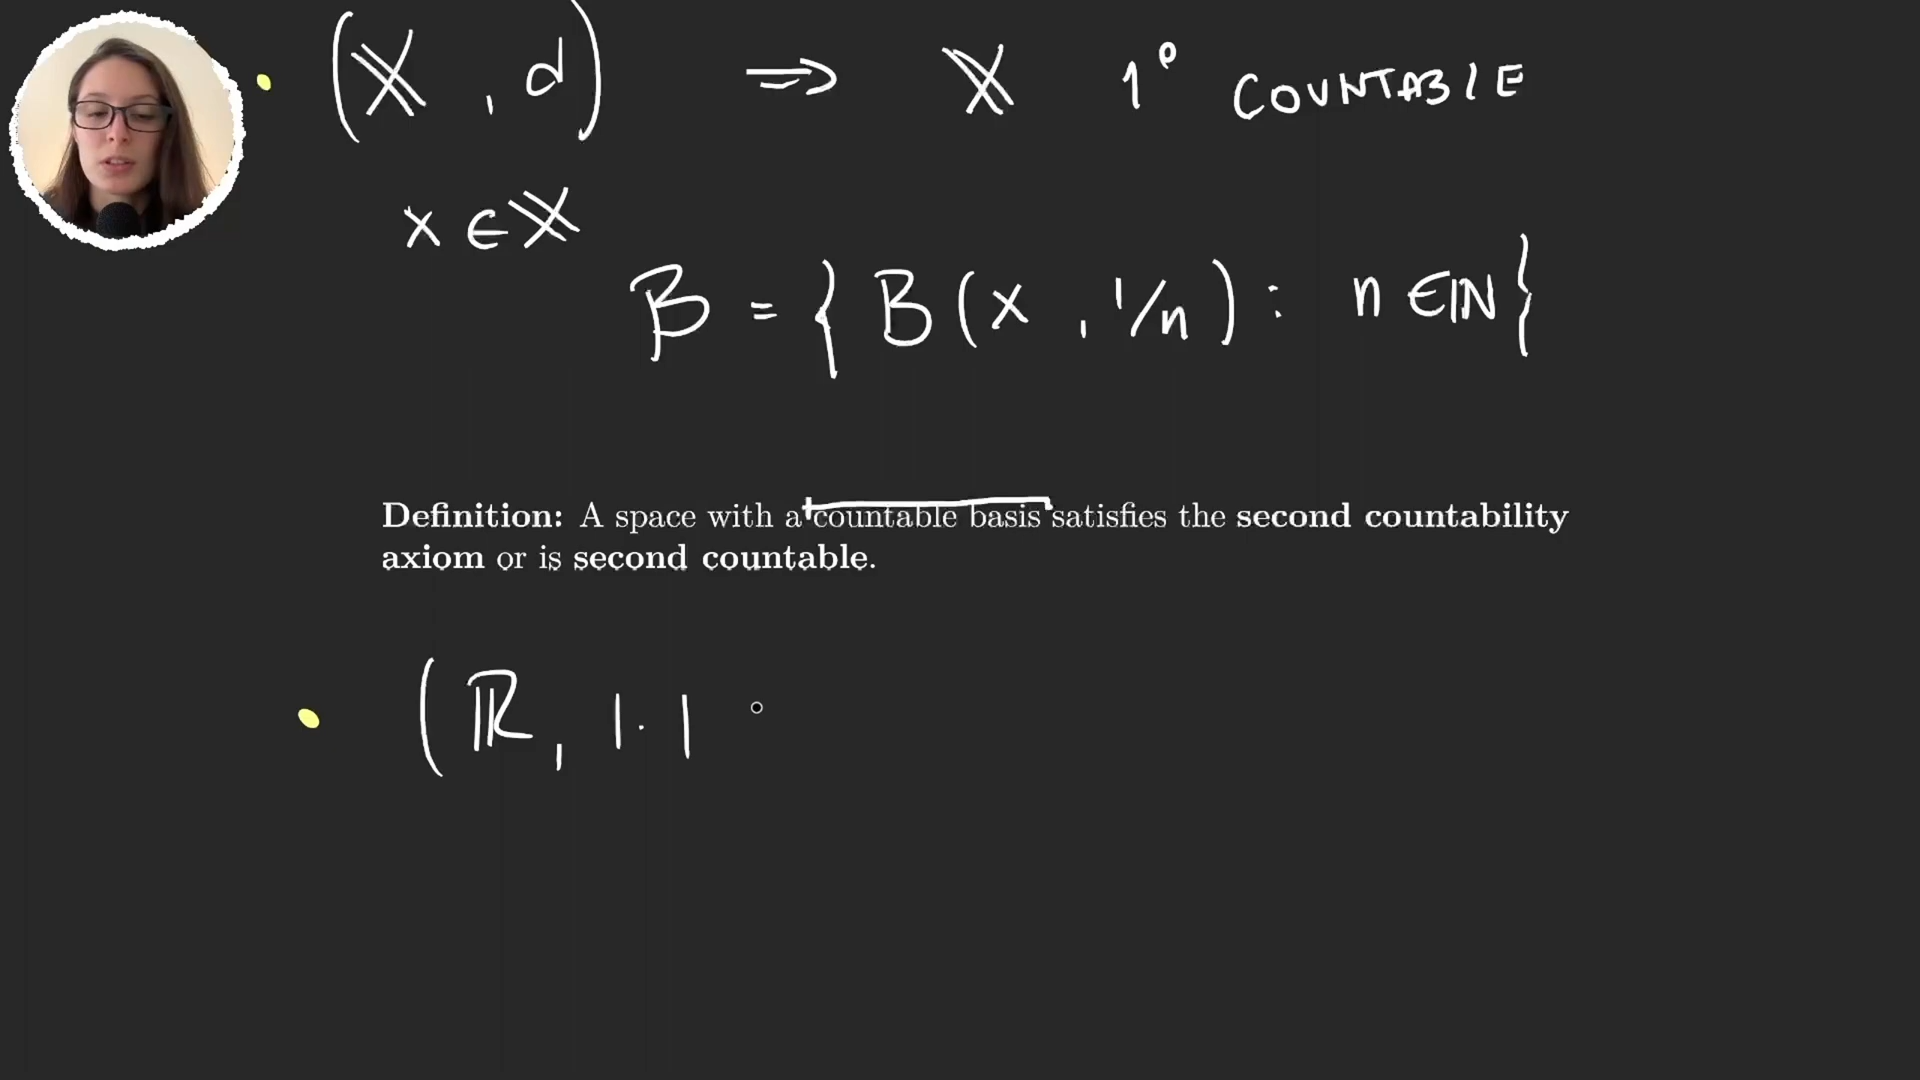 (𝕏, d) ⇒ 𝕏 1° COUNTABLE
x ∈ 𝕏
ℬ = { B(x, 1/n) : n ∈ ℕ }
Definition: A space with a countable basis satisfies the second countability
axiom or is second countable.
(ℝ, |·|